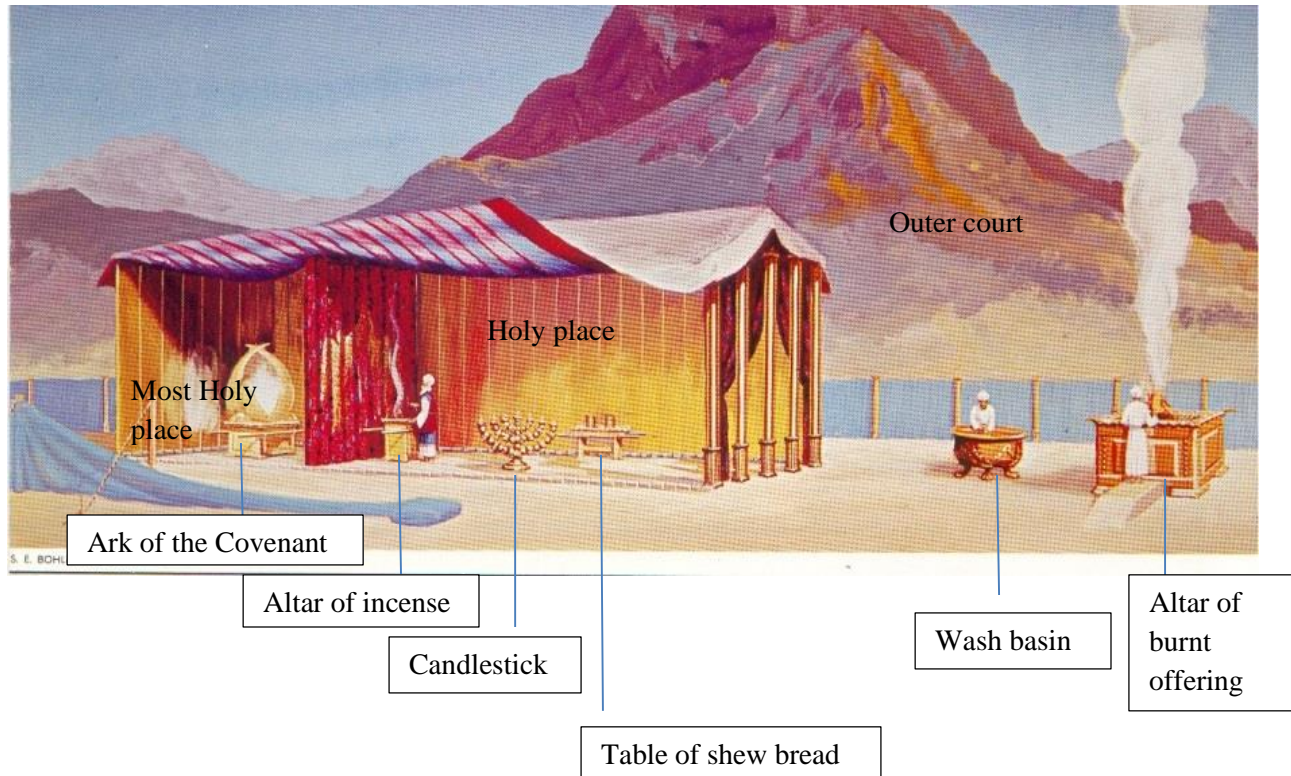 Outer court
Holy place
Most Holy
place
Ark of the Covenant
S. E. BOHL
Altar of incense
Candlestick
Table of shew bread
Wash basin
Altar of
burnt
offering